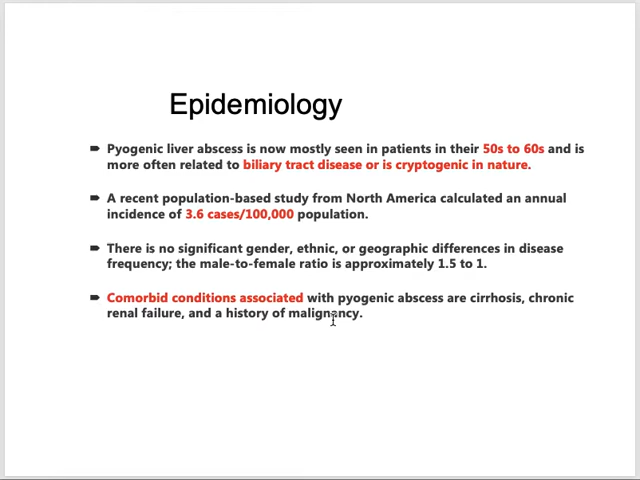 Epidemiology
Pyogenic liver abscess is now mostly seen in patients in their 50s to 60s and is
more often related to biliary tract disease or is cryptogenic in nature.
A recent population-based study from North America calculated an annual
incidence of 3.6 cases/100,000 population.
There is no significant gender, ethnic, or geographic differences in disease
frequency; the male-to-female ratio is approximately 1.5 to 1.
Comorbid conditions associated with pyogenic abscess are cirrhosis, chronic
renal failure, and a history of malignancy.